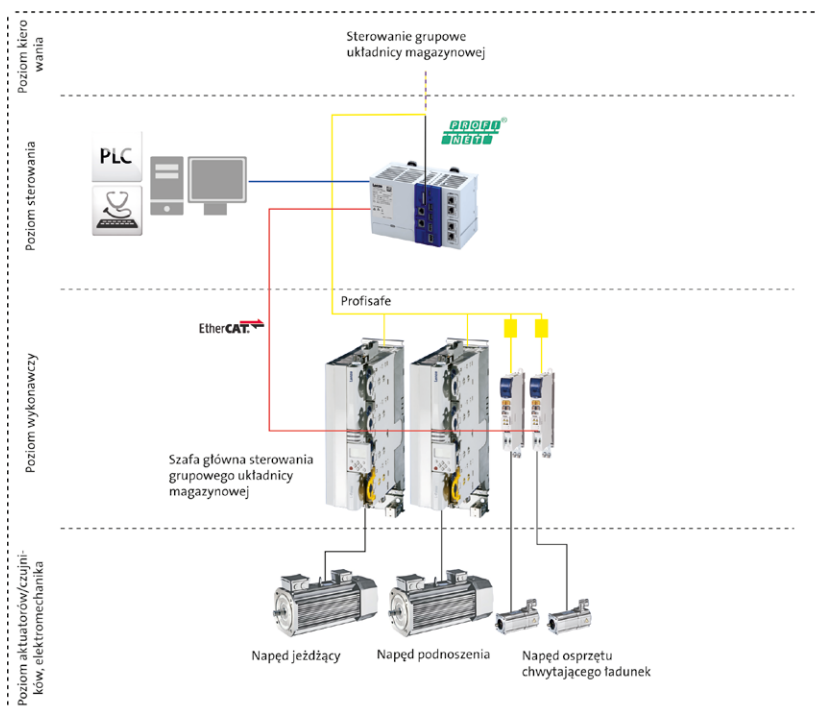 Poziom kiero
wania
Sterowanie grupowe
układnicy magazynowej
Poziom sterowania
PLC
PROFI
NET
Poziom wykonawczy
Profisafe
EtherCAT.
Szafa główna sterowania
grupowego układnicy
magazynowej
Poziom aktuatorów/czujni-
ków, elektromechanika
Napęd jeżdżący
Napęd podnoszenia
Napęd osprzętu
chwytającego ładunek